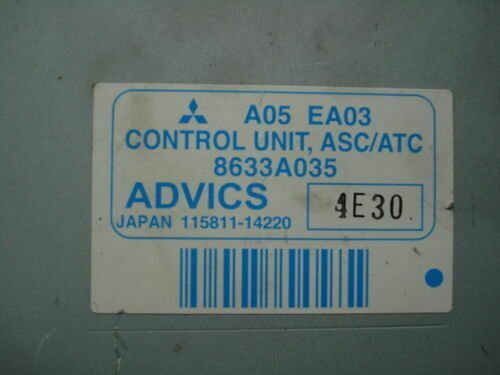 A05 EA03
CONTROL UNIT, ASC/ATC
8633A035
ADVICS 4E30
JAPAN 115811-14220